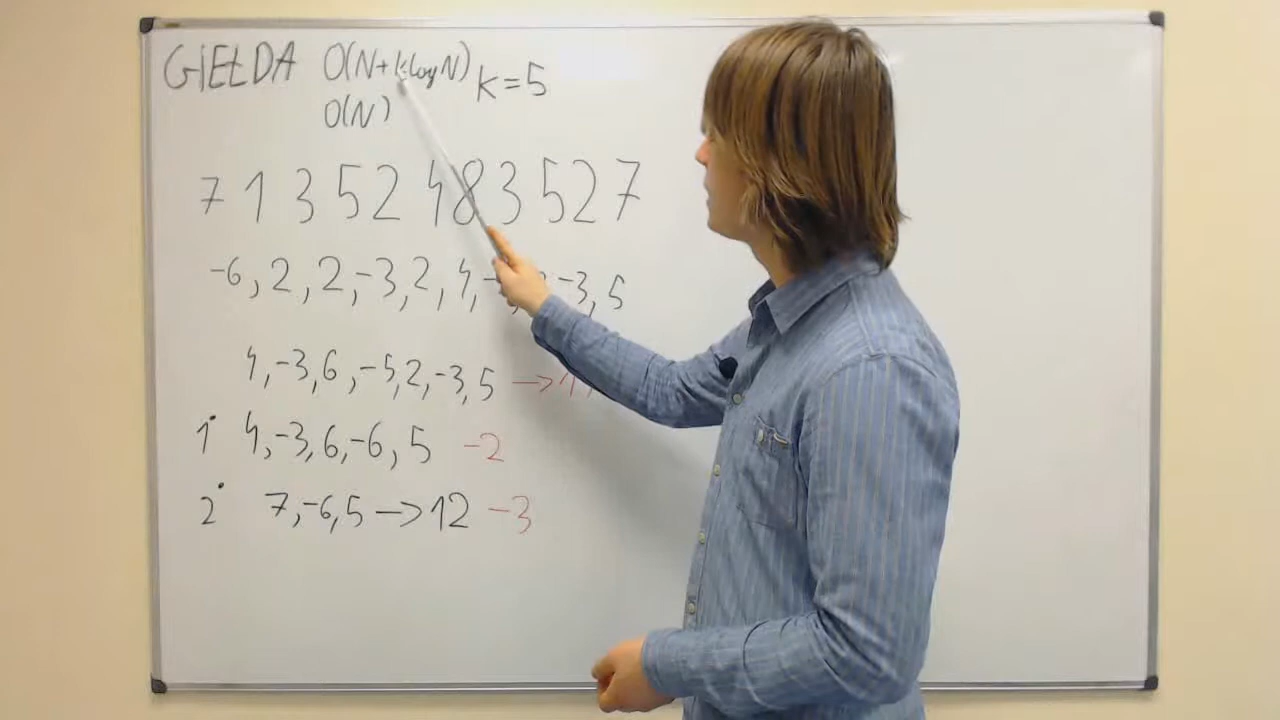 GIEŁDA O(N+klogN) k=5
O(N)
7 1 3 5 2 4 8 3 5 2 7
-6, 2, 2, -3, 2, 4, -3, 5
4, -3, 6, -5, 2, -3, 5 →
1° 4, -3, 6, -6, 5 -2
2° 7, -6, 5 → 12 -3